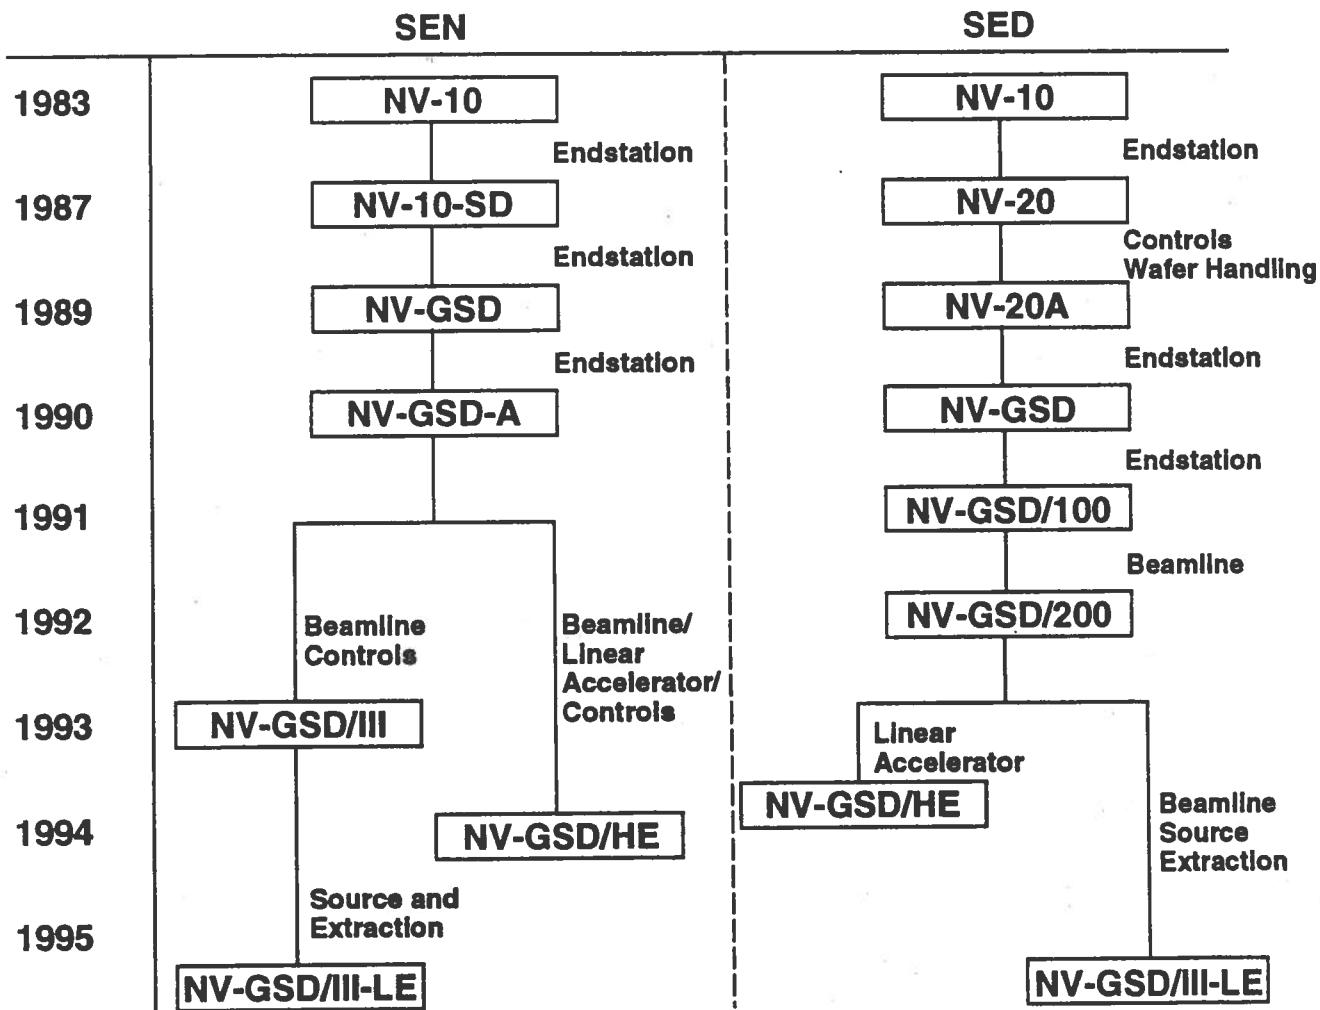 SEN
SED
1983
NV-10
NV-10
Endstation
Endstation
1987
NV-10-SD
NV-20
Endstation
Controls
Wafer Handling
1989
NV-GSD
NV-20A
Endstation
Endstation
1990
NV-GSD-A
NV-GSD
Endstation
1991
NV-GSD/100
Beamline
1992
NV-GSD/200
Beamline
Controls
Beamline/
Linear
Accelerator/
Controls
1993
NV-GSD/III
Linear
Accelerator
NV-GSD/HE
1994
NV-GSD/HE
Beamline
Source
Extraction
Source and
Extraction
1995
NV-GSD/III-LE
NV-GSD/III-LE